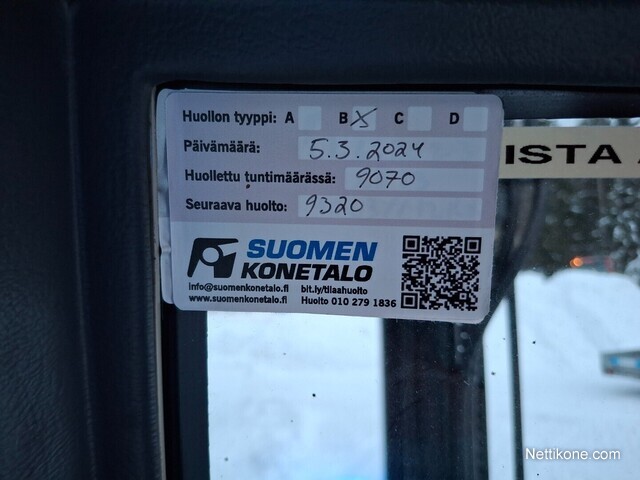 Huollon tyyppi: A B X C D
Päivämäärä: 5.3.2024
Huollettu tuntimäärässä: 9070
Seuraava huolto: 9320
SUOMEN
KONETALO
info@suomenkonetalo.fi bit.ly/tilaahuolto
www.suomenkonetalo.fi Huolto 010 279 1836
ISTA
Nettikone.com